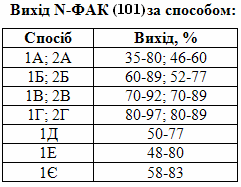 Вихід N-ФАК (101) за способом:
Спосіб Вихід, %
1А; 2А 35-80; 46-60
1Б; 2Б 60-89; 52-77
1В; 2В 70-92; 70-89
1Г; 2Г 80-97; 80-89
1Д 50-77
1Е 48-80
1Є 58-83